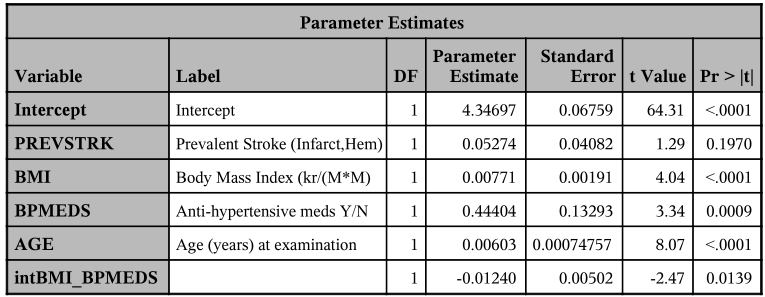 Parameter Estimates
Variable Label DF Parameter Estimate Standard Error t Value Pr > |t|
Intercept Intercept 1 4.34697 0.06759 64.31 <.0001
PREVSTRK Prevalent Stroke (Infarct,Hem) 1 0.05274 0.04082 1.29 0.1970
BMI Body Mass Index (kr/(M*M) 1 0.00771 0.00191 4.04 <.0001
BPMEDS Anti-hypertensive meds Y/N 1 0.44404 0.13293 3.34 0.0009
AGE Age (years) at examination 1 0.00603 0.00074757 8.07 <.0001
intBMI_BPMEDS 1 -0.01240 0.00502 -2.47 0.0139